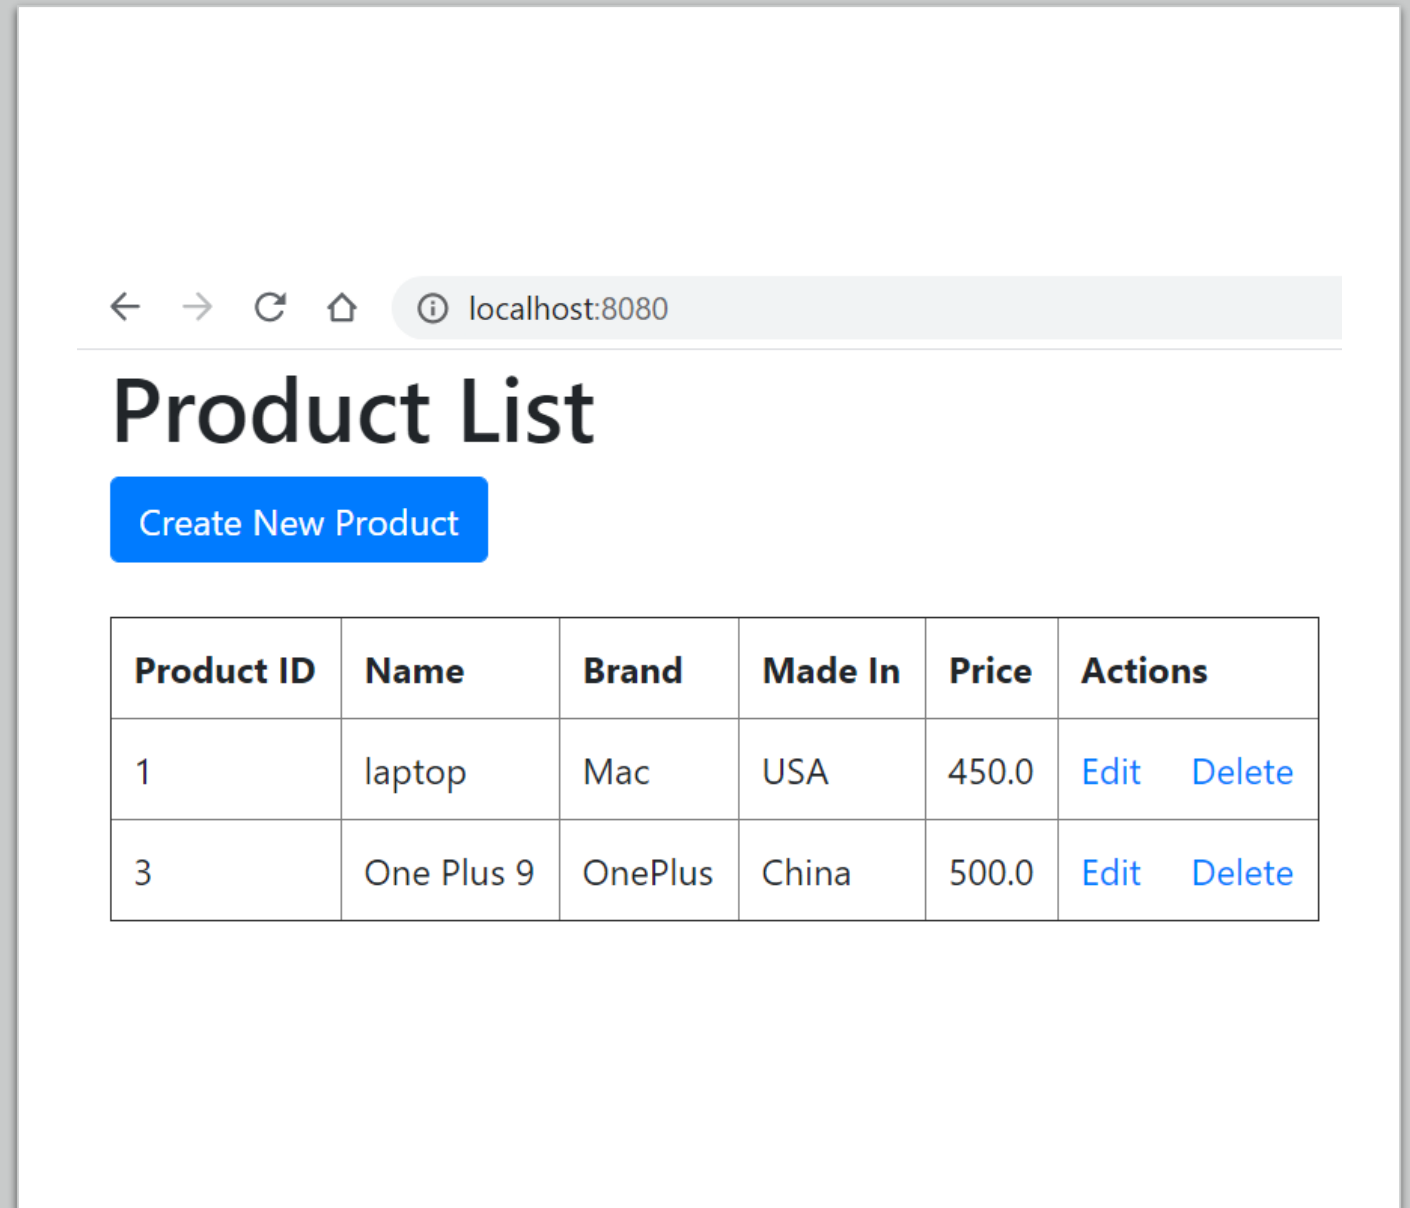 localhost:8080
Product List
Create New Product
Product ID Name Brand Made In Price Actions
1 laptop Mac USA 450.0 Edit Delete
3 One Plus 9 OnePlus China 500.0 Edit Delete